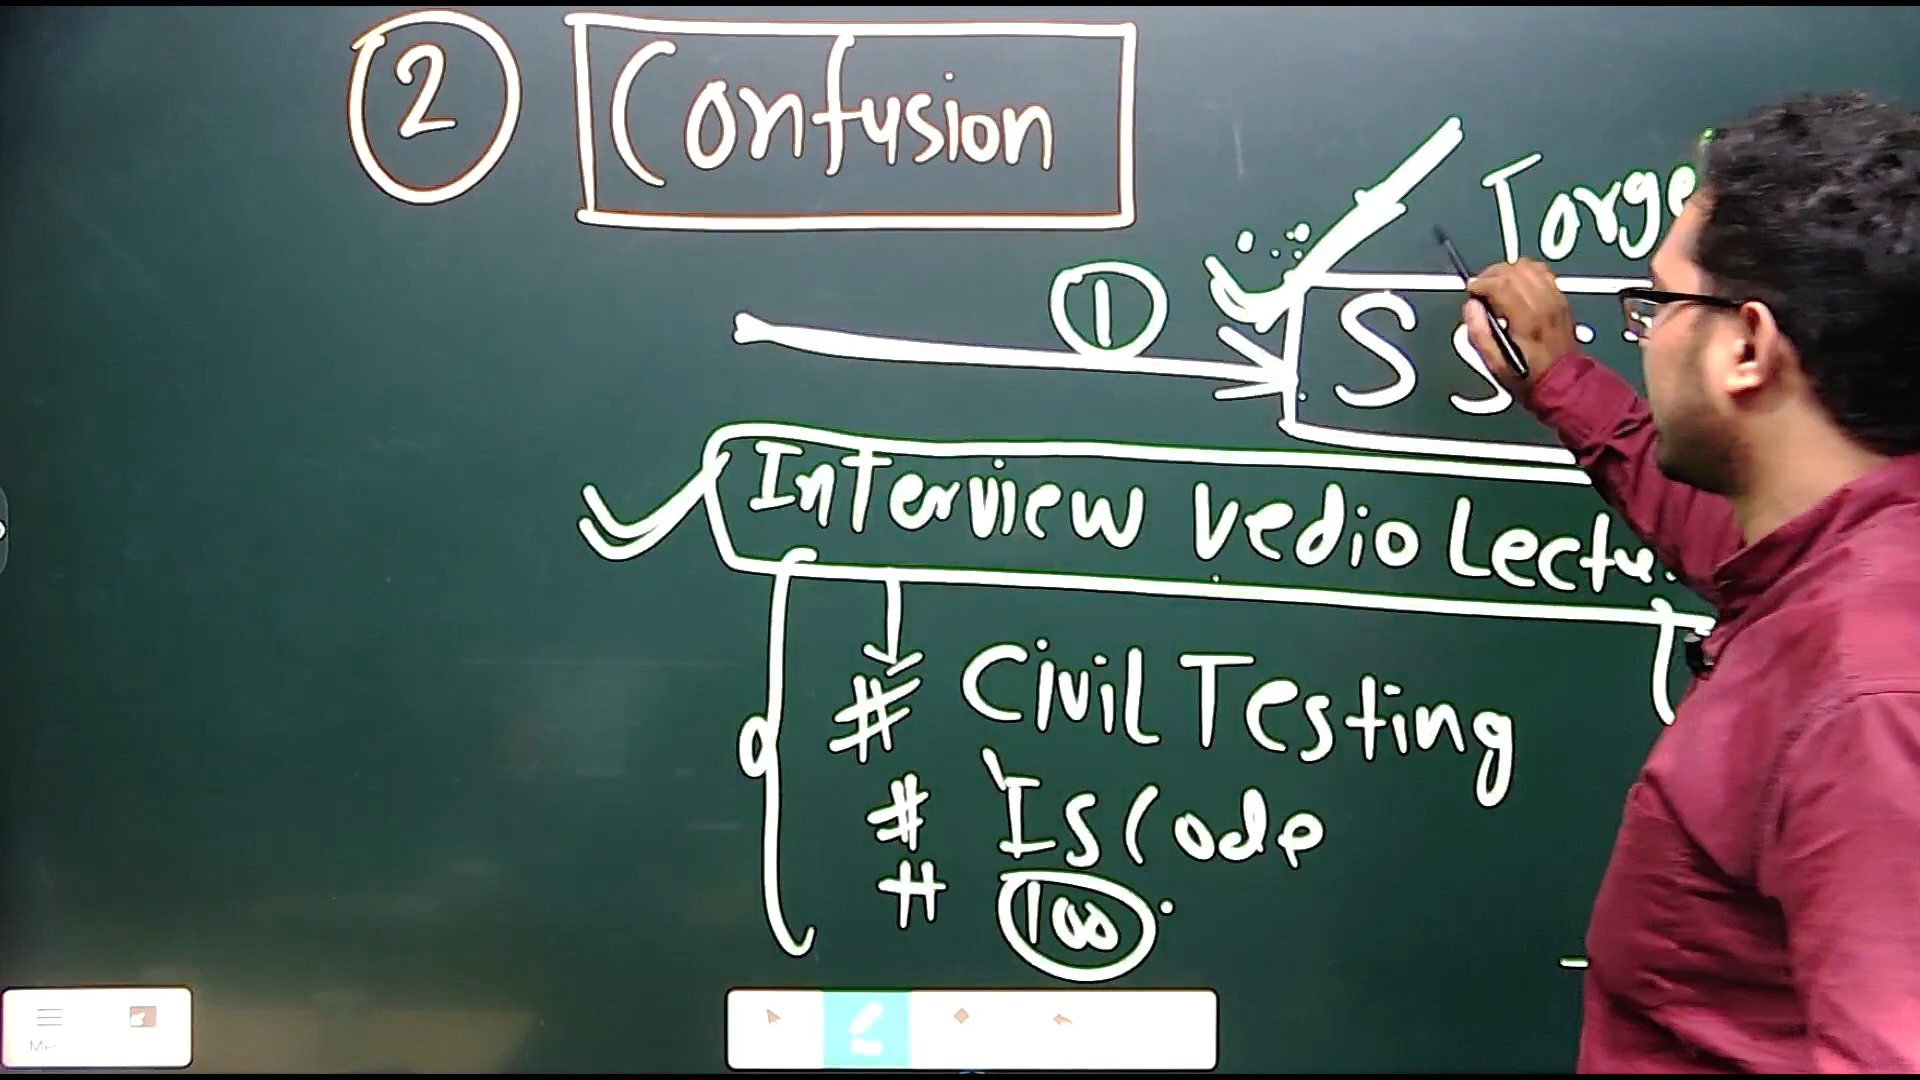 2 Confusion
Targe
1
SS
Interview Vedio Lectu
# Civil Testing
# Is Code
# 100